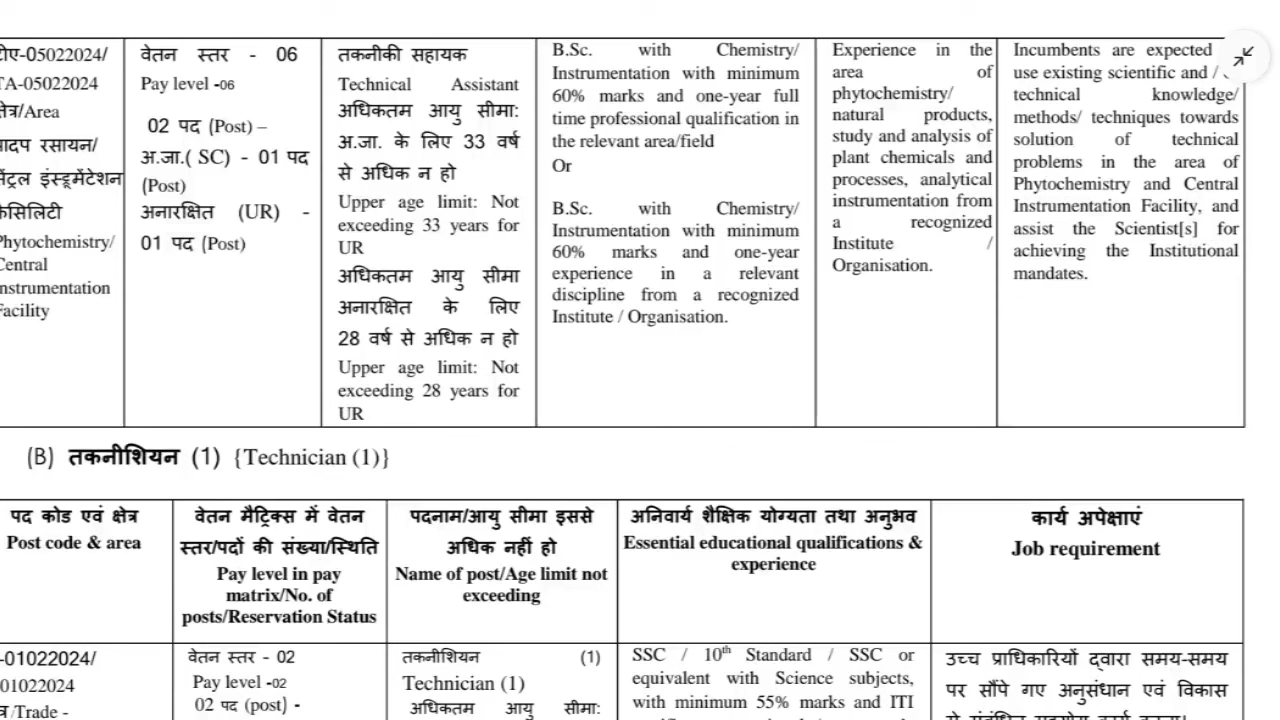 टीए-05022024/
TA-05022024
क्षेत्र/Area
पादप रसायन/
सेंट्रल इंस्ट्रूमेंटेशन
फैसिलिटी
Phytochemistry/
Central
Instrumentation
Facility
वेतन स्तर - 06
Pay level -06
02 पद (Post) –
अ.जा.( SC) - 01 पद
(Post)
अनारक्षित (UR) -
01 पद (Post)
तकनीकी सहायक
Technical Assistant
अधिकतम आयु सीमा:
अ.जा. के लिए 33 वर्ष
से अधिक न हो
Upper age limit: Not
exceeding 33 years for
UR
अधिकतम आयु सीमा
अनारक्षित के लिए
28 वर्ष से अधिक न हो
Upper age limit: Not
exceeding 28 years for
UR
B.Sc. with Chemistry/
Instrumentation with minimum
60% marks and one-year full
time professional qualification in
the relevant area/field
Or
B.Sc. with Chemistry/
Instrumentation with minimum
60% marks and one-year
experience in a relevant
discipline from a recognized
Institute / Organisation.
Experience in the
area of
phytochemistry/
natural products,
study and analysis of
plant chemicals and
processes, analytical
instrumentation from
a recognized
Institute /
Organisation.
Incumbents are expected
use existing scientific and /
technical knowledge/
methods/ techniques towards
solution of technical
problems in the area of
Phytochemistry and Central
Instrumentation Facility, and
assist the Scientist[s] for
achieving the Institutional
mandates.
(B) तकनीशियन (1) {Technician (1)}
पद कोड एवं क्षेत्र
Post code & area
वेतन मैट्रिक्स में वेतन
स्तर/पदों की संख्या/स्थिति
Pay level in pay
matrix/No. of
posts/Reservation Status
पदनाम/आयु सीमा इससे
अधिक नहीं हो
Name of post/Age limit not
exceeding
अनिवार्य शैक्षिक योग्यता तथा अनुभव
Essential educational qualifications &
experience
कार्य अपेक्षाएं
Job requirement
-01022024/
01022024
/Trade -
वेतन स्तर - 02
Pay level -02
02 पद (post) -
तकनीशियन (1)
Technician (1)
अधिकतम आयु सीमा:
SSC / 10th Standard / SSC or
equivalent with Science subjects,
with minimum 55% marks and ITI
उच्च प्राधिकारियों द्वारा समय-समय
पर सौंपे गए अनुसंधान एवं विकास